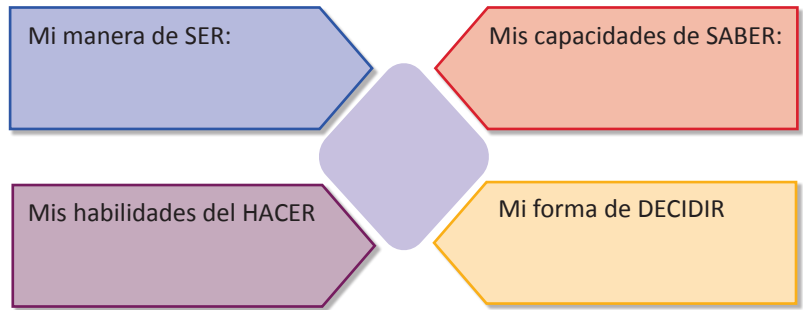 Mi manera de SER:
Mis capacidades de SABER:
Mis habilidades del HACER
Mi forma de DECIDIR